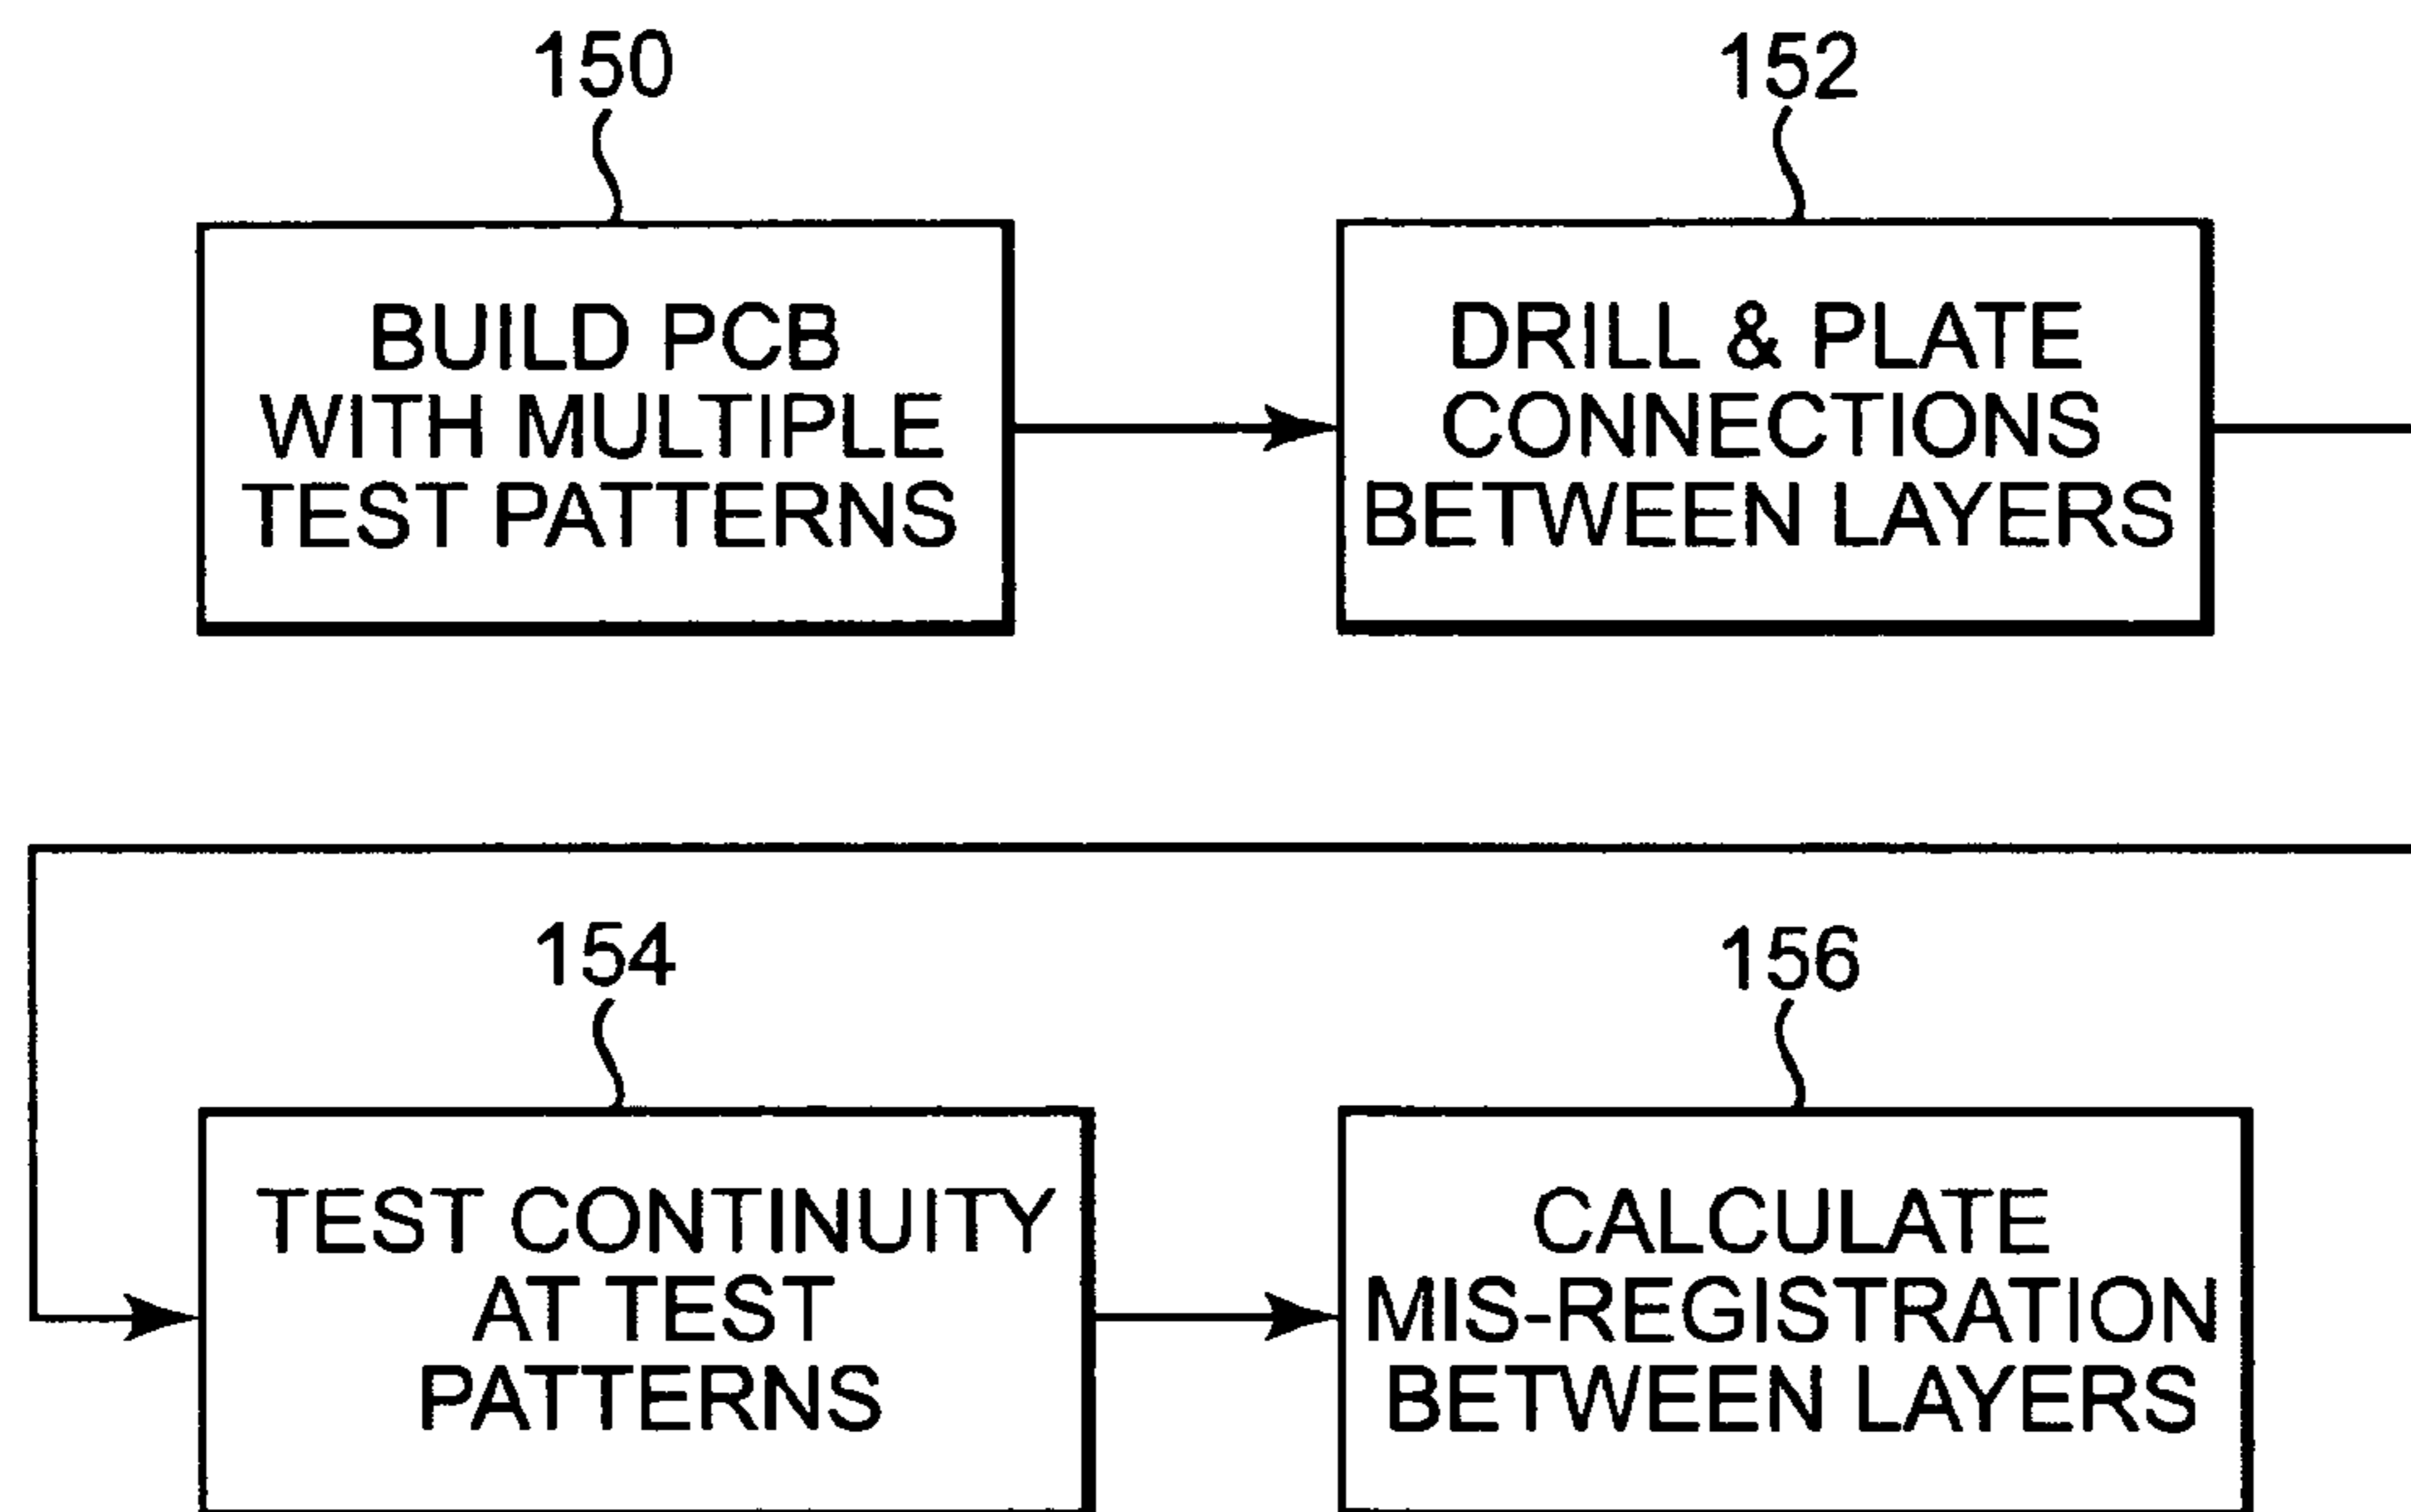 150
BUILD PCB
WITH MULTIPLE
TEST PATTERNS
152
DRILL & PLATE
CONNECTIONS
BETWEEN LAYERS
154
TEST CONTINUITY
AT TEST
PATTERNS
156
CALCULATE
MIS-REGISTRATION
BETWEEN LAYERS